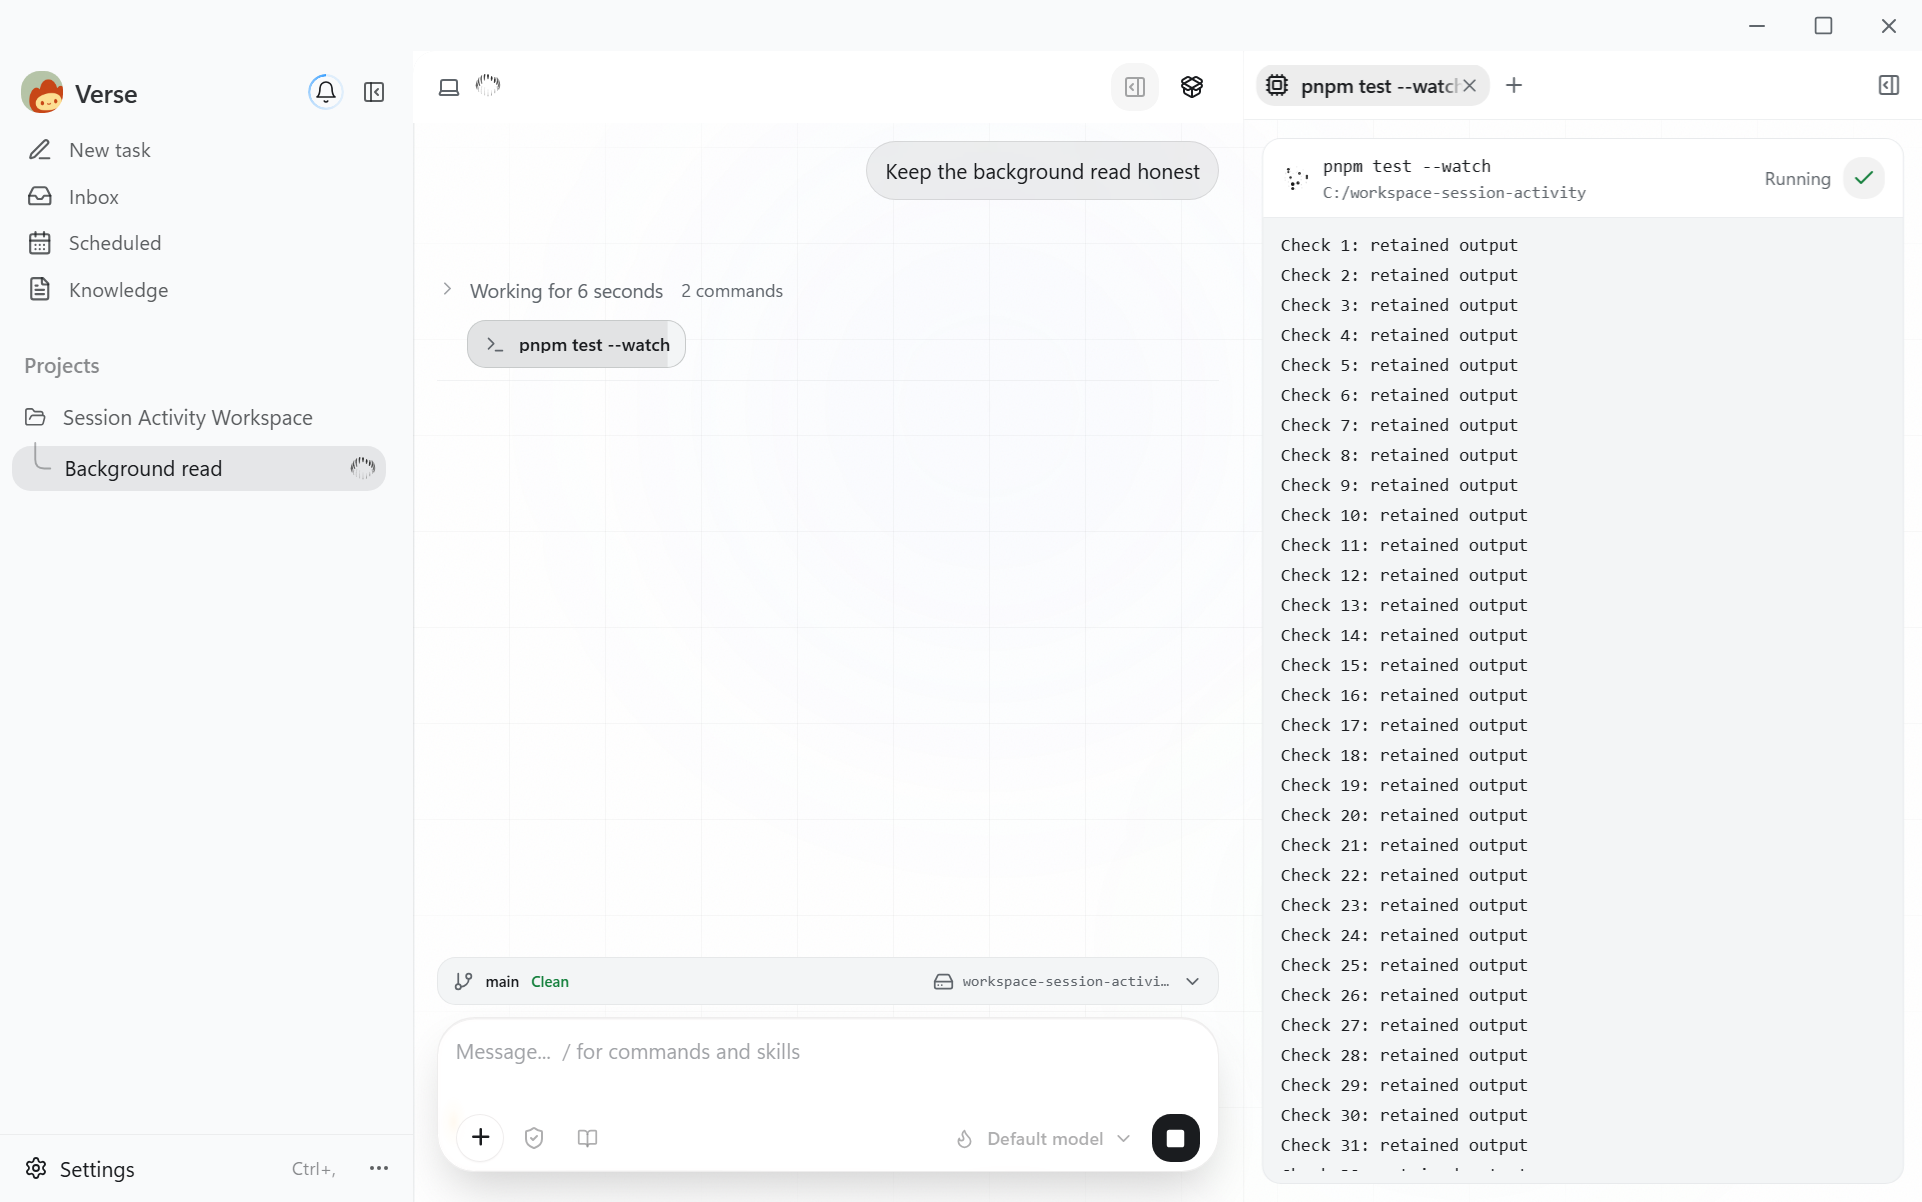 Verse
New task
Inbox
Scheduled
Knowledge
Projects
Session Activity Workspace
Background read
Settings
Ctrl+,
Keep the background read honest
Working for 6 seconds 2 commands
pnpm test --watch
main Clean
workspace-session-activi…
Message... / for commands and skills
Default model
pnpm test --watc
pnpm test --watch
C:/workspace-session-activity
Running
Check 1: retained output
Check 2: retained output
Check 3: retained output
Check 4: retained output
Check 5: retained output
Check 6: retained output
Check 7: retained output
Check 8: retained output
Check 9: retained output
Check 10: retained output
Check 11: retained output
Check 12: retained output
Check 13: retained output
Check 14: retained output
Check 15: retained output
Check 16: retained output
Check 17: retained output
Check 18: retained output
Check 19: retained output
Check 20: retained output
Check 21: retained output
Check 22: retained output
Check 23: retained output
Check 24: retained output
Check 25: retained output
Check 26: retained output
Check 27: retained output
Check 28: retained output
Check 29: retained output
Check 30: retained output
Check 31: retained output